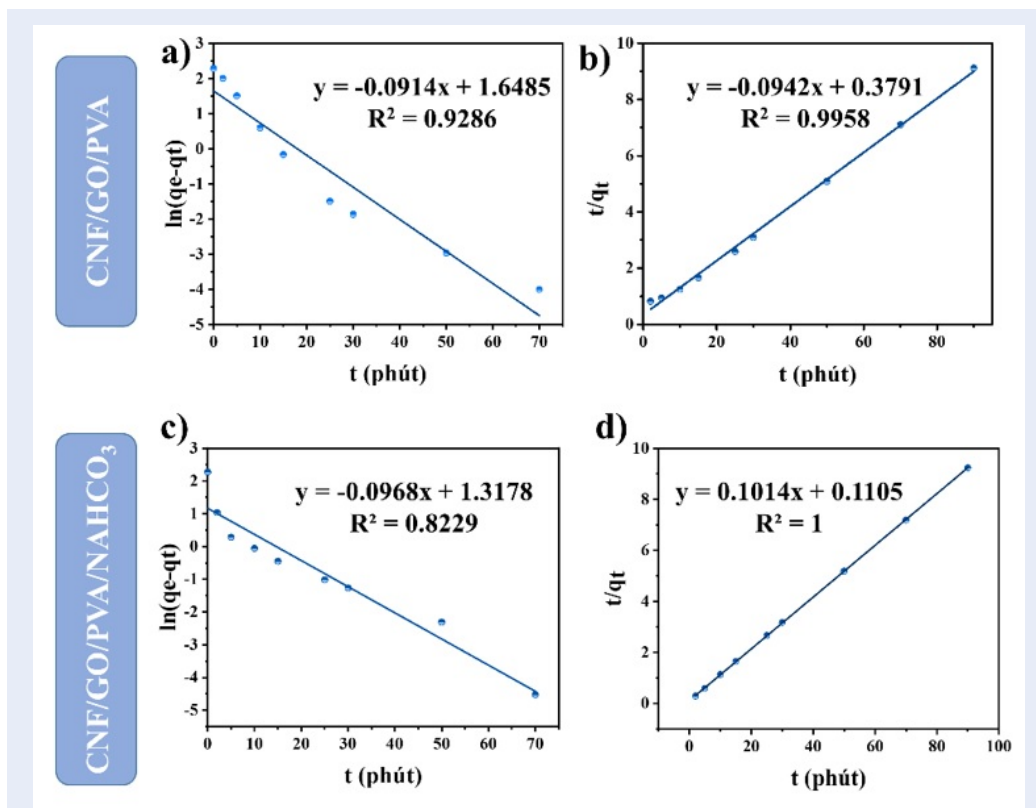 CNF/GO/PVA
a)
3
2
1
0
-1
-2
-3
-4
-5
ln(qe-qt)
y = -0.0914x + 1.6485
R² = 0.9286
0 10 20 30 40 50 60 70
t (phút)
b)
10
8
6
4
2
0
t/qₜ
y = -0.0942x + 0.3791
R² = 0.9958
0 20 40 60 80
t (phút)
CNF/GO/PVA/NAHCO₃
c)
3
2
1
0
-1
-2
-3
-4
-5
ln(qe-qt)
y = -0.0968x + 1.3178
R² = 0.8229
0 10 20 30 40 50 60 70
t (phút)
d)
10
8
6
4
2
0
t/qₜ
y = 0.1014x + 0.1105
R² = 1
0 20 40 60 80 100
t (phút)